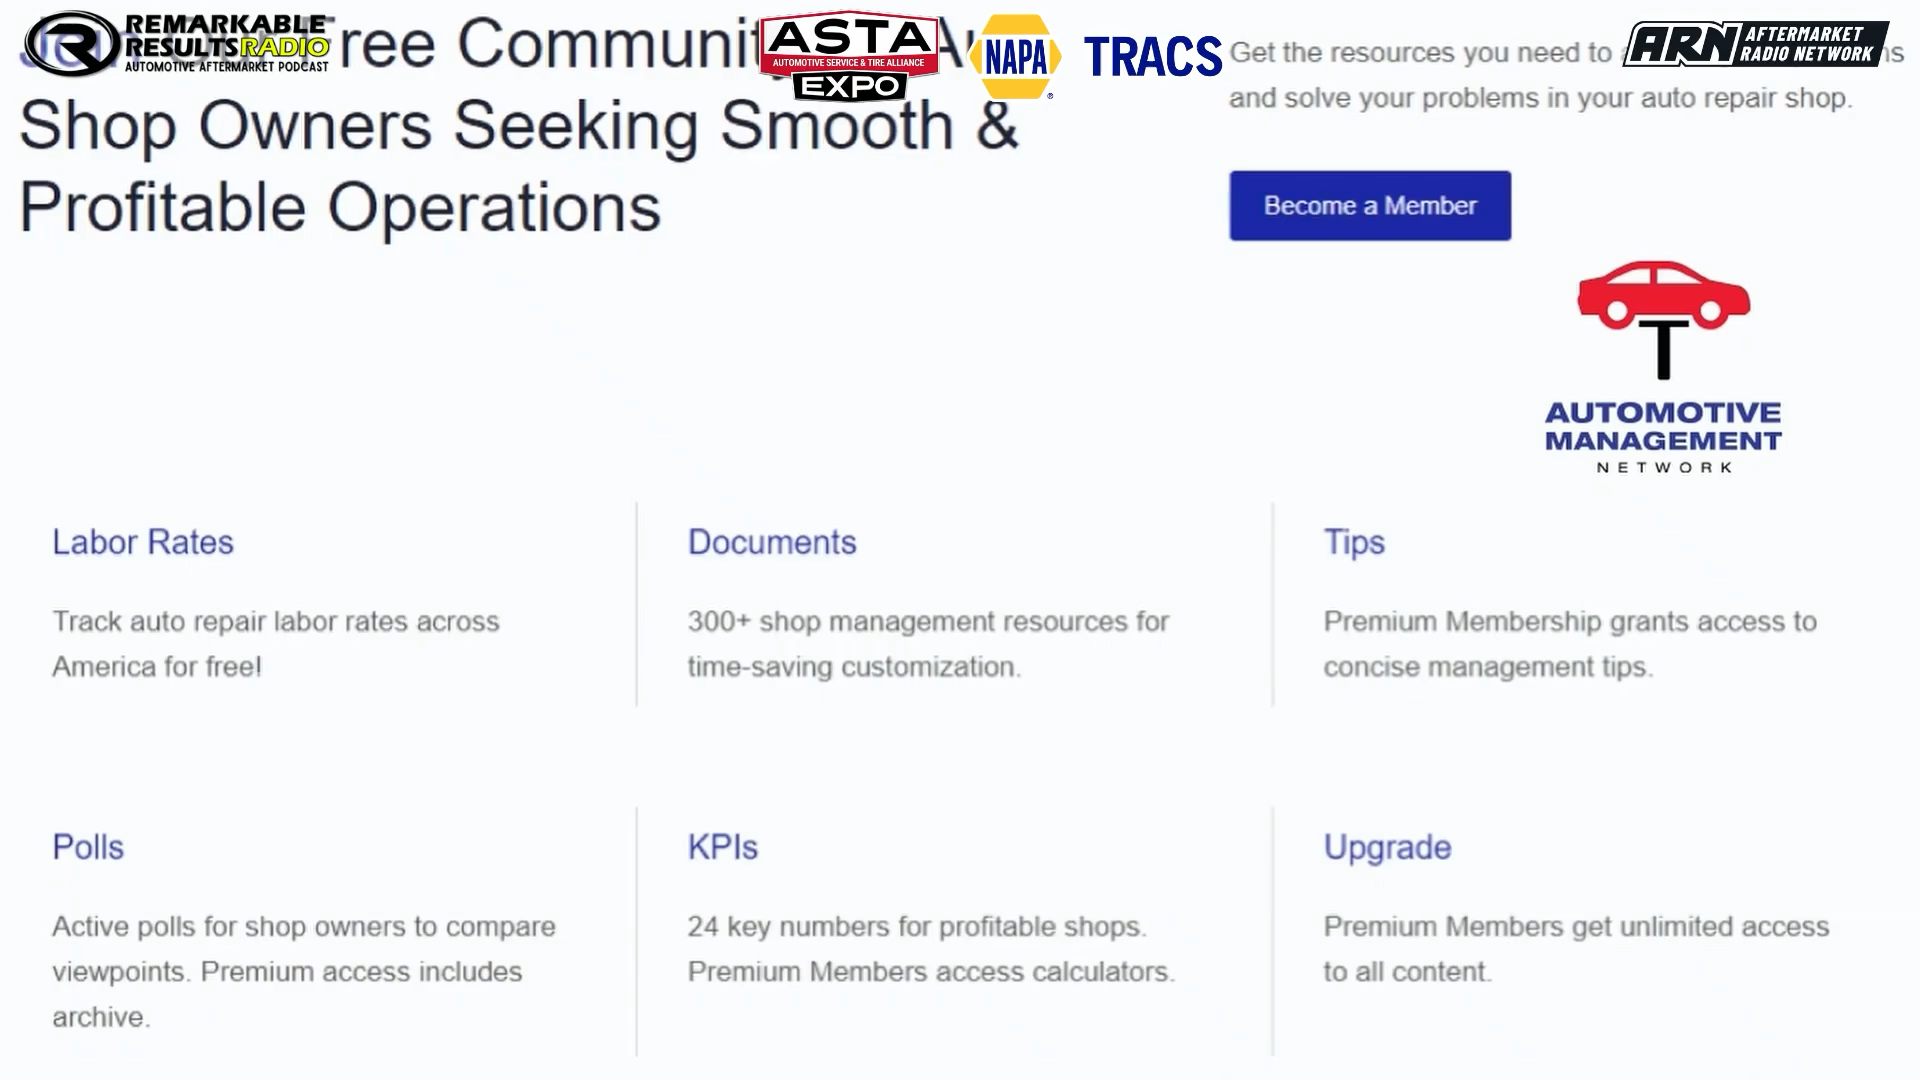 REMARKABLE
RESULTS RADIO
AUTOMOTIVE AFTERMARKET PODCAST
ree Communit
Shop Owners Seeking Smooth &
Profitable Operations
ASTA
AUTOMOTIVE SERVICE & TIRE ALLIANCE
EXPO
NAPA TRACS
Get the resources you need to
and solve your problems in your auto repair shop.
ARN AFTERMARKET
RADIO NETWORK
Become a Member
AUTOMOTIVE
MANAGEMENT
NETWORK
Labor Rates
Track auto repair labor rates across
America for free!
Documents
300+ shop management resources for
time-saving customization.
Tips
Premium Membership grants access to
concise management tips.
Polls
Active polls for shop owners to compare
viewpoints. Premium access includes
archive.
KPIs
24 key numbers for profitable shops.
Premium Members access calculators.
Upgrade
Premium Members get unlimited access
to all content.